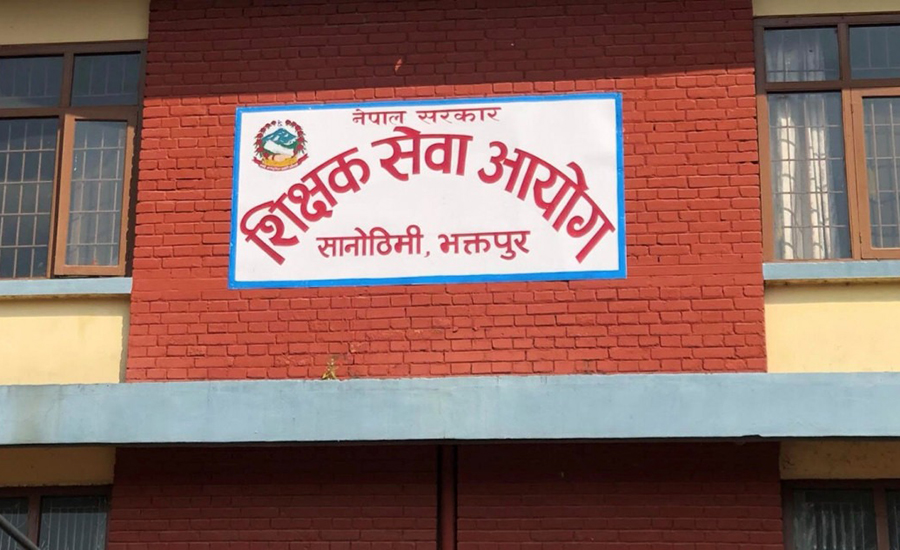 नेपाल सरकार
शिक्षक सेवा आयोग
सानोठिमी, भक्तपुर